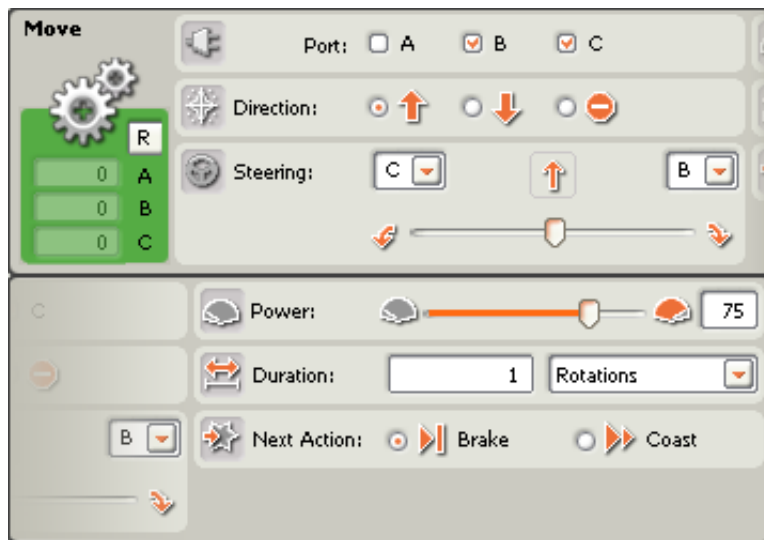 Move
Port: A B C
Direction:
R
Steering: C B
0 A
0 B
0 C
C
Power: 75
Duration: 1 Rotations
B
Next Action: Brake Coast